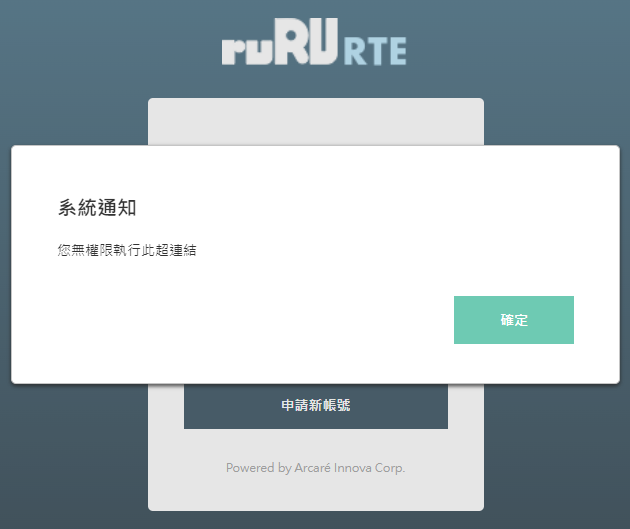 ruRU RTE
系統通知
您無權限執行此超連結
確定
申請新帳號
Powered by Arcaré Innova Corp.